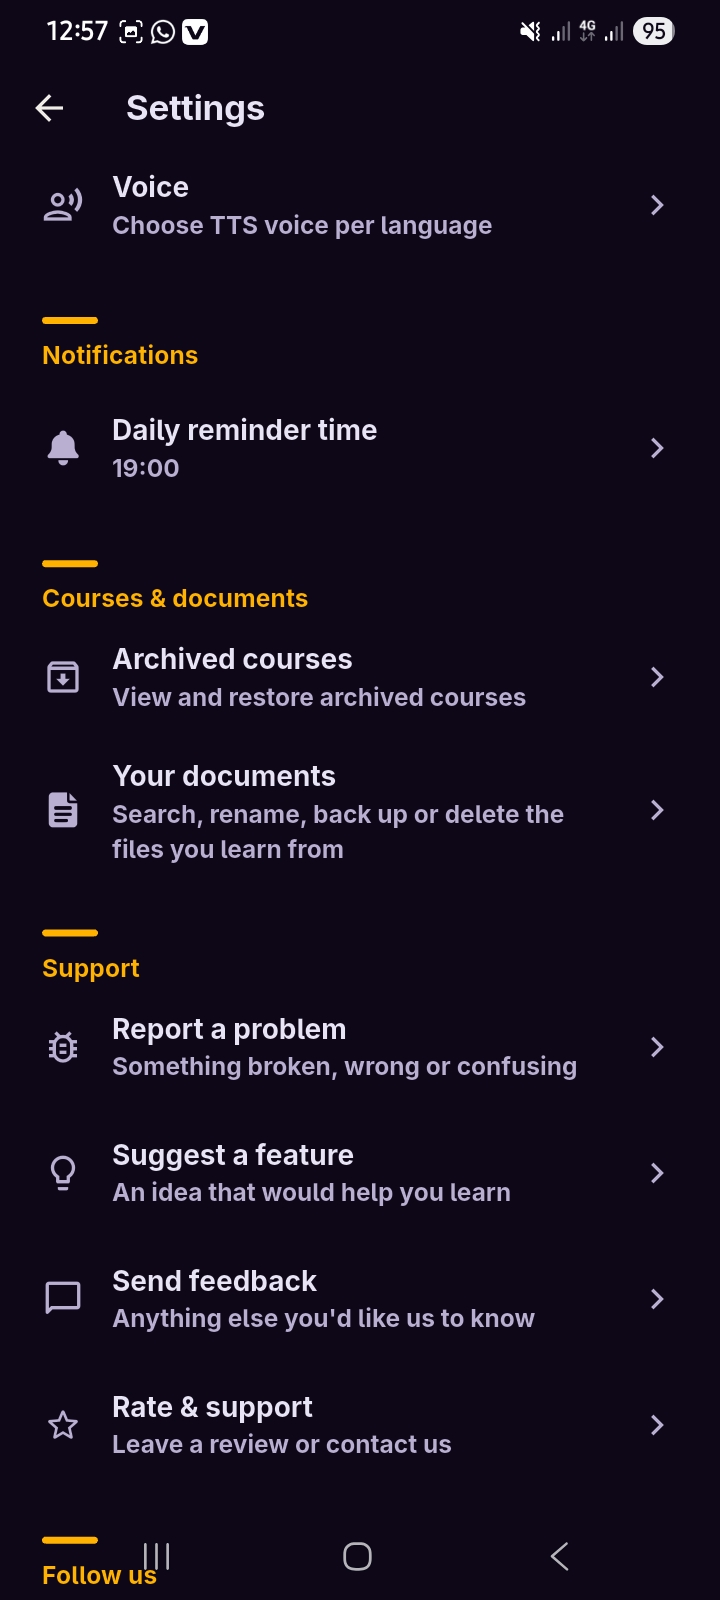 12:57
4G
95
Settings
Voice
Choose TTS voice per language
Notifications
Daily reminder time
19:00
Courses & documents
Archived courses
View and restore archived courses
Your documents
Search, rename, back up or delete the
files you learn from
Support
Report a problem
Something broken, wrong or confusing
Suggest a feature
An idea that would help you learn
Send feedback
Anything else you'd like us to know
Rate & support
Leave a review or contact us
Follow us